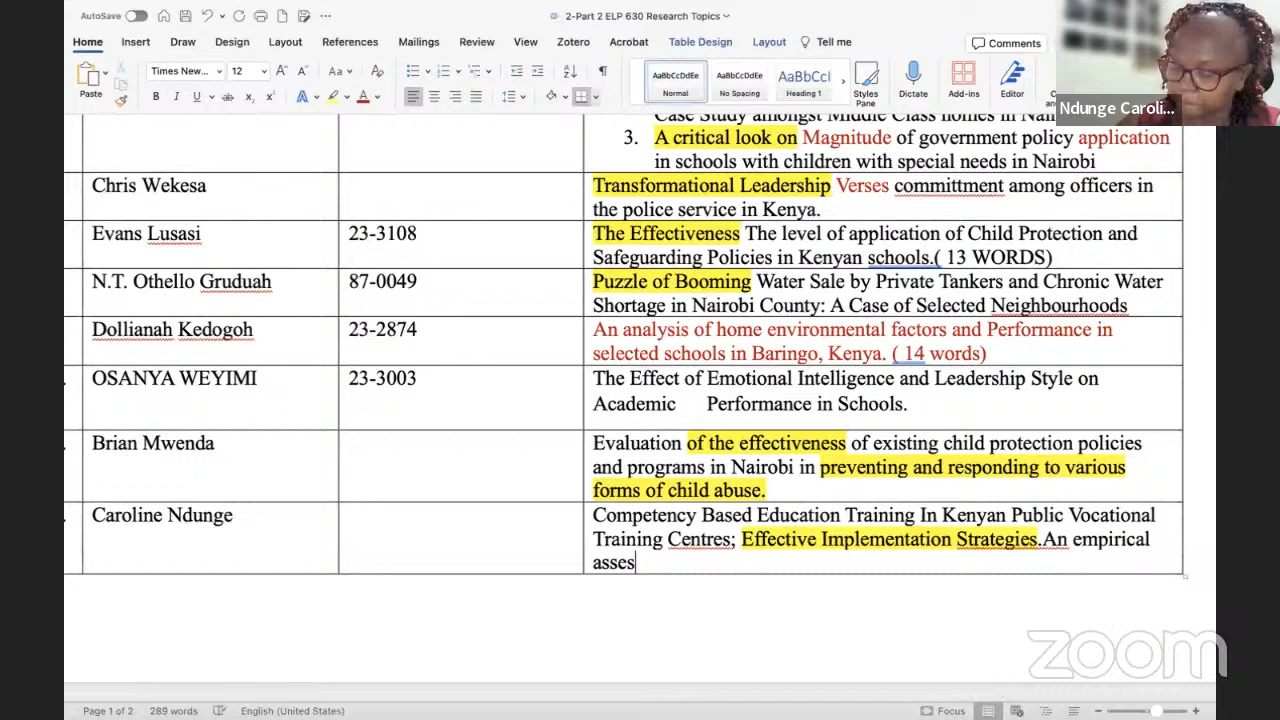 AutoSave
2-Part 2 ELP 630 Research Topics
Home Insert Draw Design Layout References Mailings Review View Zotero Acrobat Table Design Layout Tell me
Comments
Paste
Times New... 12
AaBbCcDdEe AaBbCcDdEe AaBbCcI
Normal No Spacing Heading 1
Styles Pane
Dictate
Add-ins
Editor
Ndunge Caroli...
Case Study amongst Middle Class homes in
3. A critical look on Magnitude of government policy application
in schools with children with special needs in Nairobi
Chris Wekesa
Transformational Leadership Verses committment among officers in
the police service in Kenya.
Evans Lusasi 23-3108
The Effectiveness The level of application of Child Protection and
Safeguarding Policies in Kenyan schools.( 13 WORDS)
N.T. Othello Gruduah 87-0049
Puzzle of Booming Water Sale by Private Tankers and Chronic Water
Shortage in Nairobi County: A Case of Selected Neighbourhoods
Dollianah Kedogoh 23-2874
An analysis of home environmental factors and Performance in
selected schools in Baringo, Kenya. ( 14 words)
OSANYA WEYIMI 23-3003
The Effect of Emotional Intelligence and Leadership Style on
Academic Performance in Schools.
Brian Mwenda
Evaluation of the effectiveness of existing child protection policies
and programs in Nairobi in preventing and responding to various
forms of child abuse.
Caroline Ndunge
Competency Based Education Training In Kenyan Public Vocational
Training Centres; Effective Implementation Strategies.An empirical
asses
zoom
Page 1 of 2 289 words English (United States) Focus